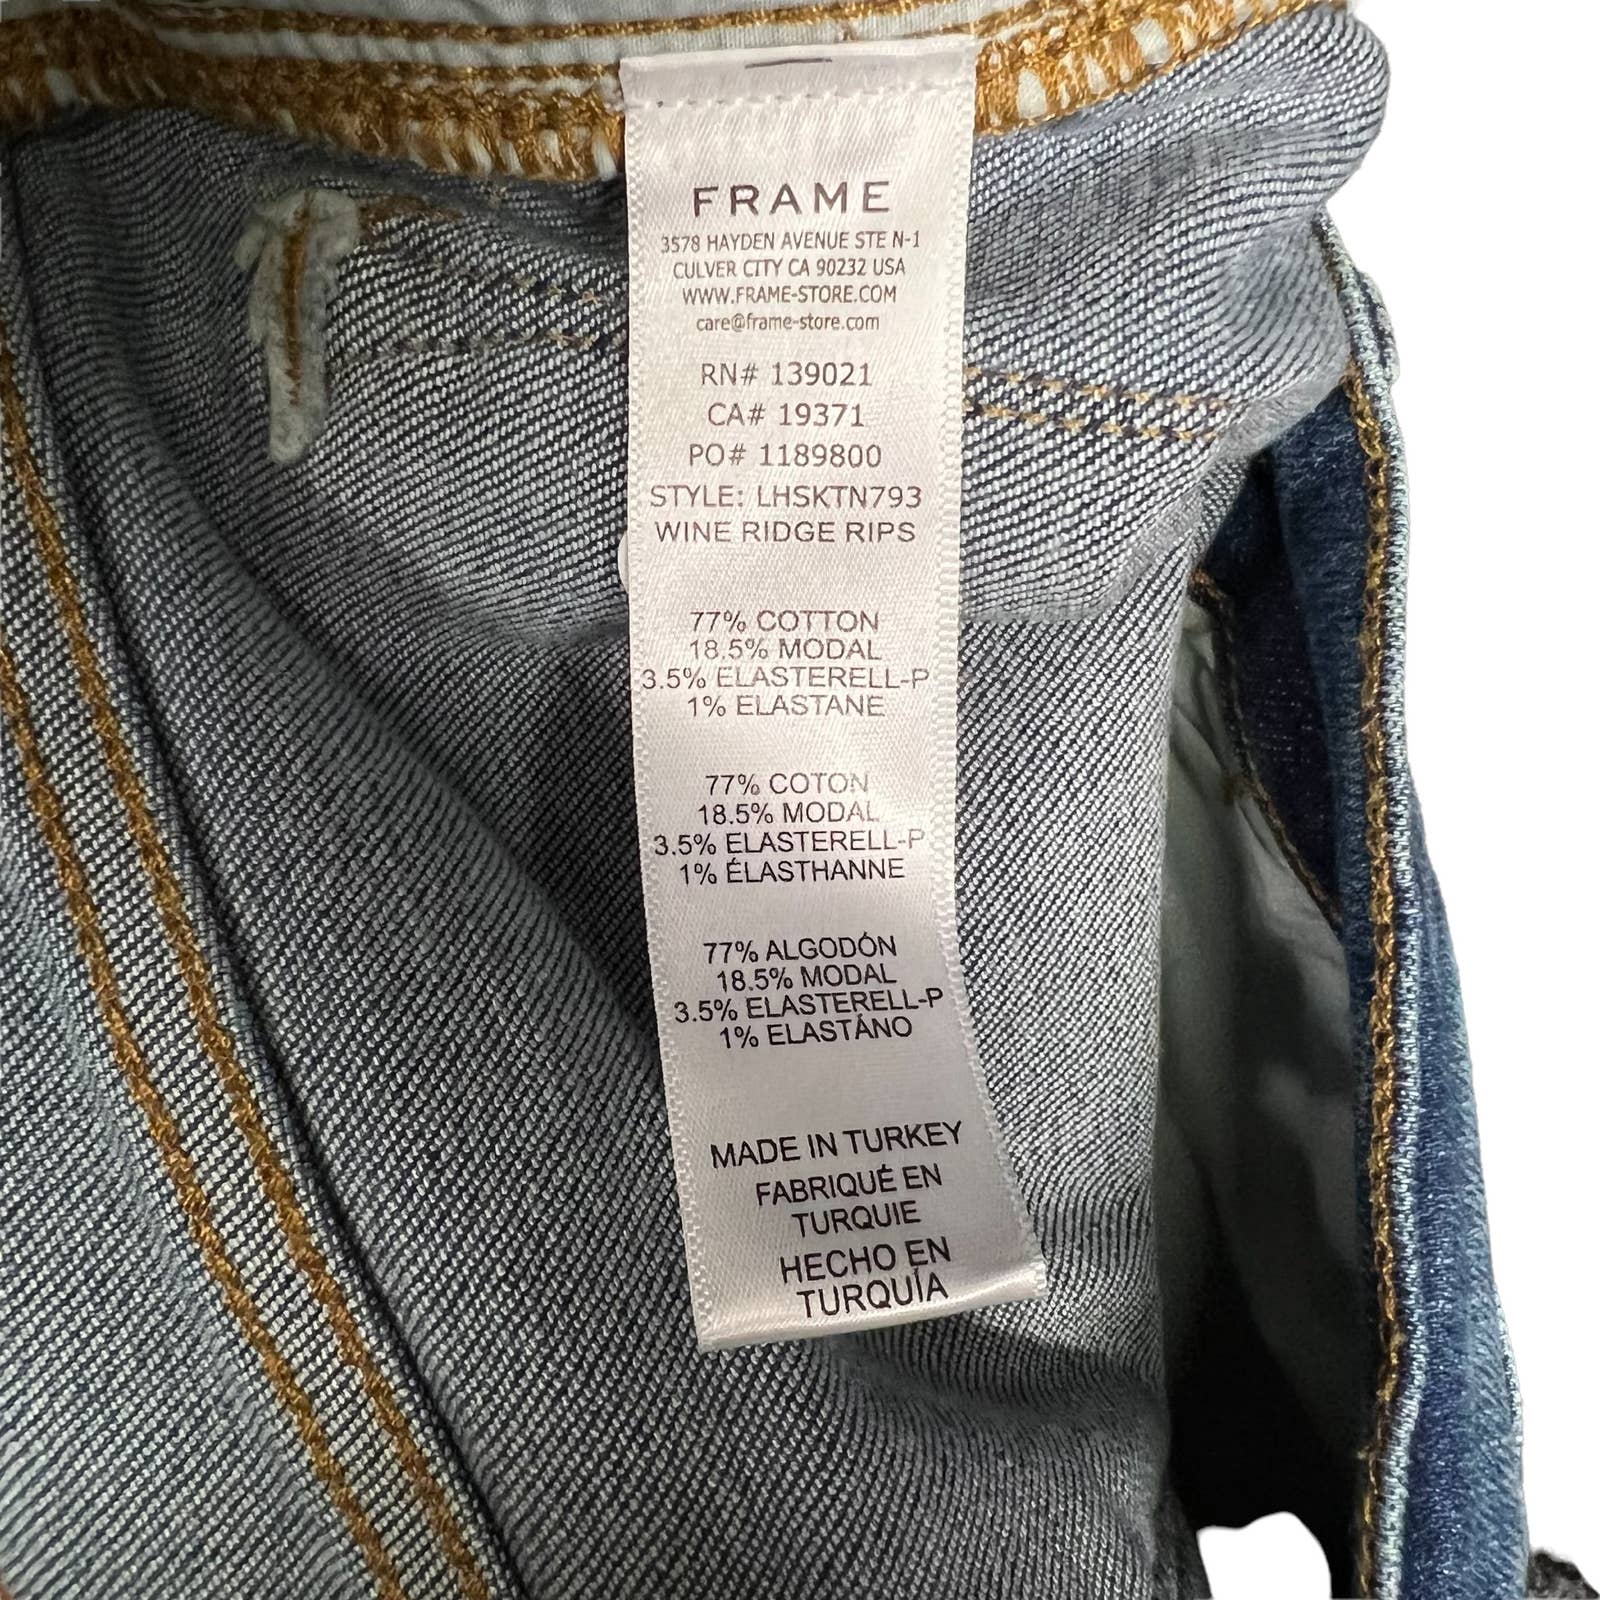 FRAME
3578 HAYDEN AVENUE STE N-1
CULVER CITY CA 90232 USA
WWW.FRAME-STORE.COM
care@frame-store.com
RN# 139021
CA# 19371
PO# 1189800
STYLE: LHSKTN793
WINE RIDGE RIPS
77% COTTON
18.5% MODAL
3.5% ELASTERELL-P
1% ELASTANE
77% COTON
18.5% MODAL
3.5% ELASTERELL-P
1% ÉLASTHANNE
77% ALGODÓN
18.5% MODAL
3.5% ELASTERELL-P
1% ELASTÁNO
MADE IN TURKEY
FABRIQUÉ EN
TURQUIE
HECHO EN
TURQUÍA